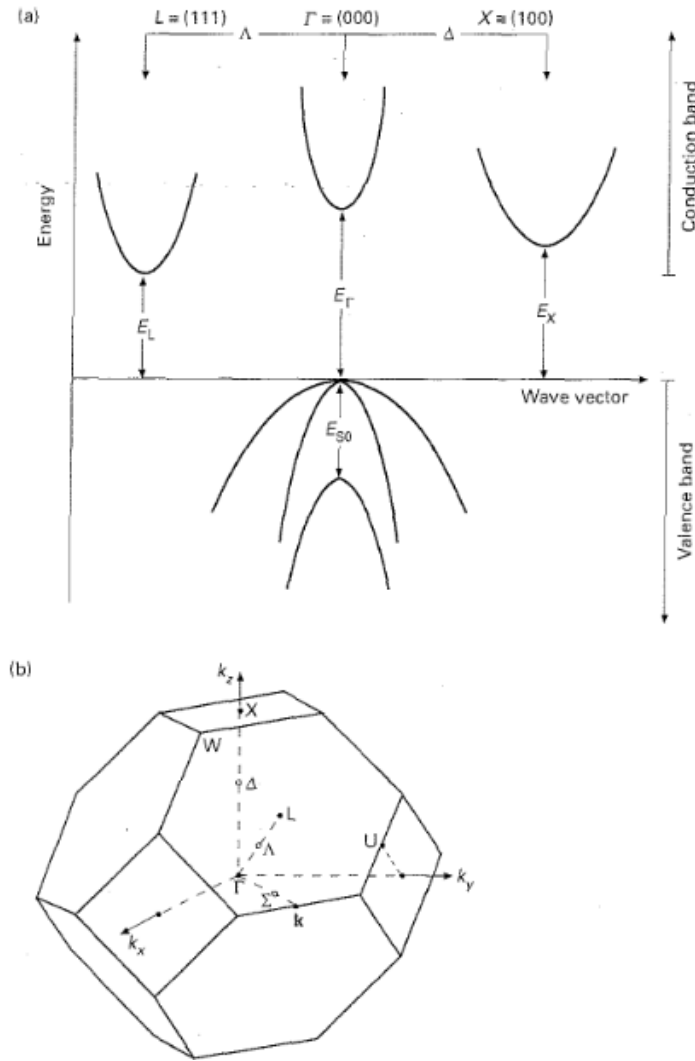 (a)
L = (111) Γ = (000) X ≈ (100)
Λ Δ
Energy
Conduction band
E_L
E_Γ
E_X
Wave vector
E_S0
Valence band
(b)
k_z
X
W
Δ
L
Λ
U
Γ
k_y
Σ
k
k_x